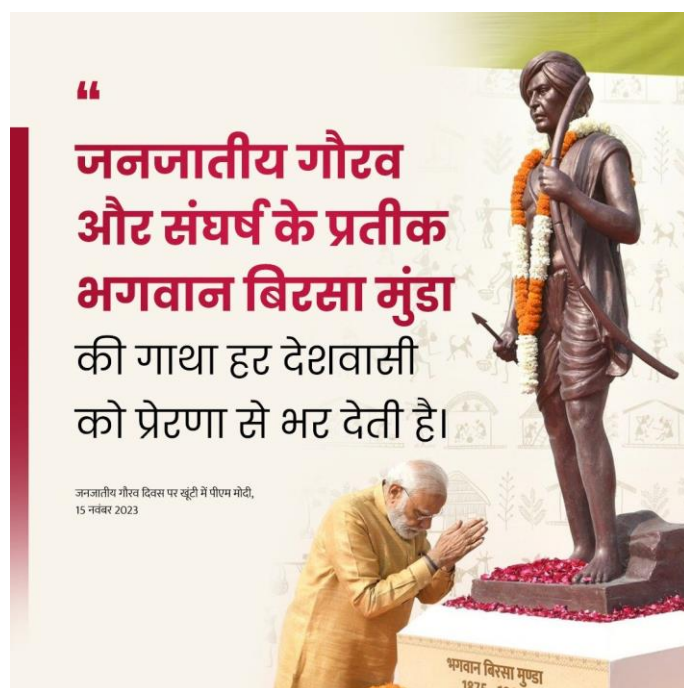 ❝
जनजातीय गौरव
और संघर्ष के प्रतीक
भगवान बिरसा मुंडा
की गाथा हर देशवासी
को प्रेरणा से भर देती है।
जनजातीय गौरव दिवस पर खूंटी में पीएम मोदी,
15 नवंबर 2023
भगवान बिरसा मुण्डा
1875